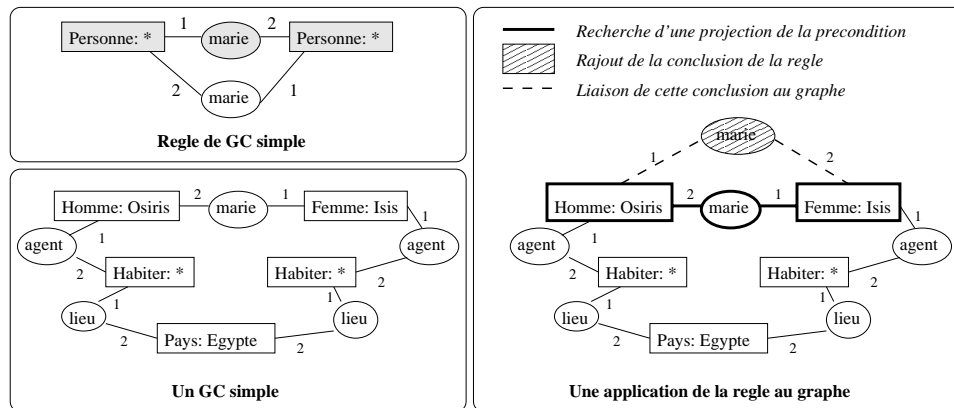 1 2
Personne: * marie Personne: *
2 marie 1
Regle de GC simple
2 1
Homme: Osiris marie Femme: Isis
1 1
agent agent
2 Habiter: * Habiter: * 2
1 1
lieu lieu
2 Pays: Egypte 2
Un GC simple
Recherche d'une projection de la precondition
Rajout de la conclusion de la regle
Liaison de cette conclusion au graphe
marie
1 2
2 1
Homme: Osiris marie Femme: Isis
1 1
agent agent
2 Habiter: * Habiter: * 2
1 1
lieu lieu
2 Pays: Egypte 2
Une application de la regle au graphe